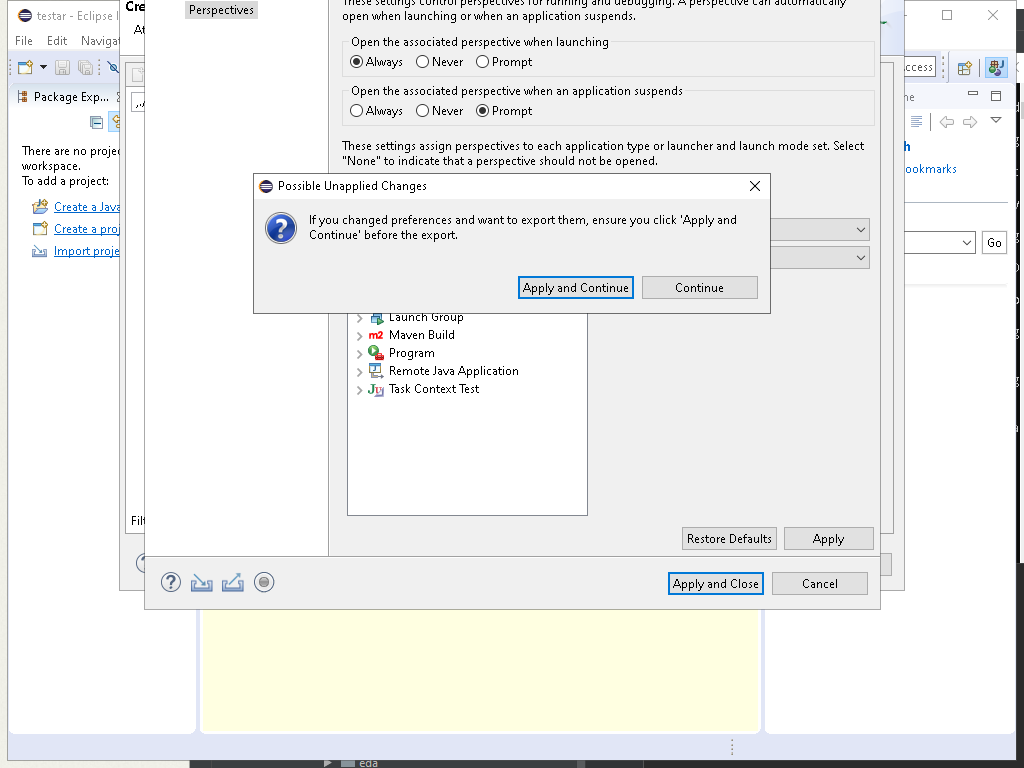 testar - Eclipse
File Edit Navigat
Package Exp...
There are no proje
workspace.
To add a project:
Create a Java
Create a proj
Import proje
Cre
Filt
Perspectives
These settings control perspectives for running and debugging. A perspective can automatically
open when launching or when an application suspends.
Open the associated perspective when launching
Always Never Prompt
Open the associated perspective when an application suspends
Always Never Prompt
These settings assign perspectives to each application type or launcher and launch mode set. Select
"None" to indicate that a perspective should not be opened.
Possible Unapplied Changes
If you changed preferences and want to export them, ensure you click 'Apply and
Continue' before the export.
Apply and Continue Continue
Launch Group
m2 Maven Build
Program
Remote Java Application
Task Context Test
Restore Defaults Apply
Apply and Close Cancel
ccess
ne
h
ookmarks
Go
eda